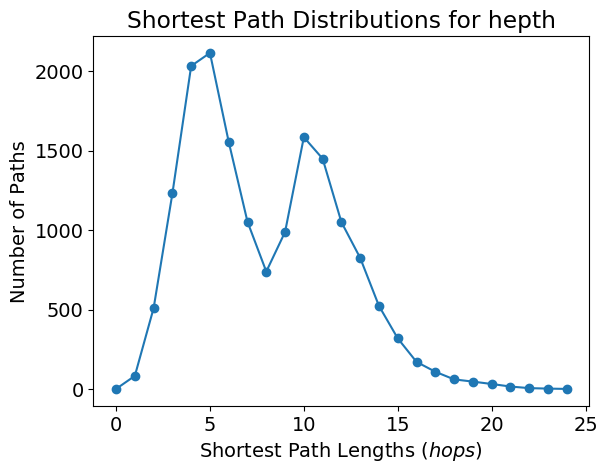 Shortest Path Distributions for hepth
Number of Paths
2000
1500
1000
500
0
0 5 10 15 20 25
Shortest Path Lengths (hops)